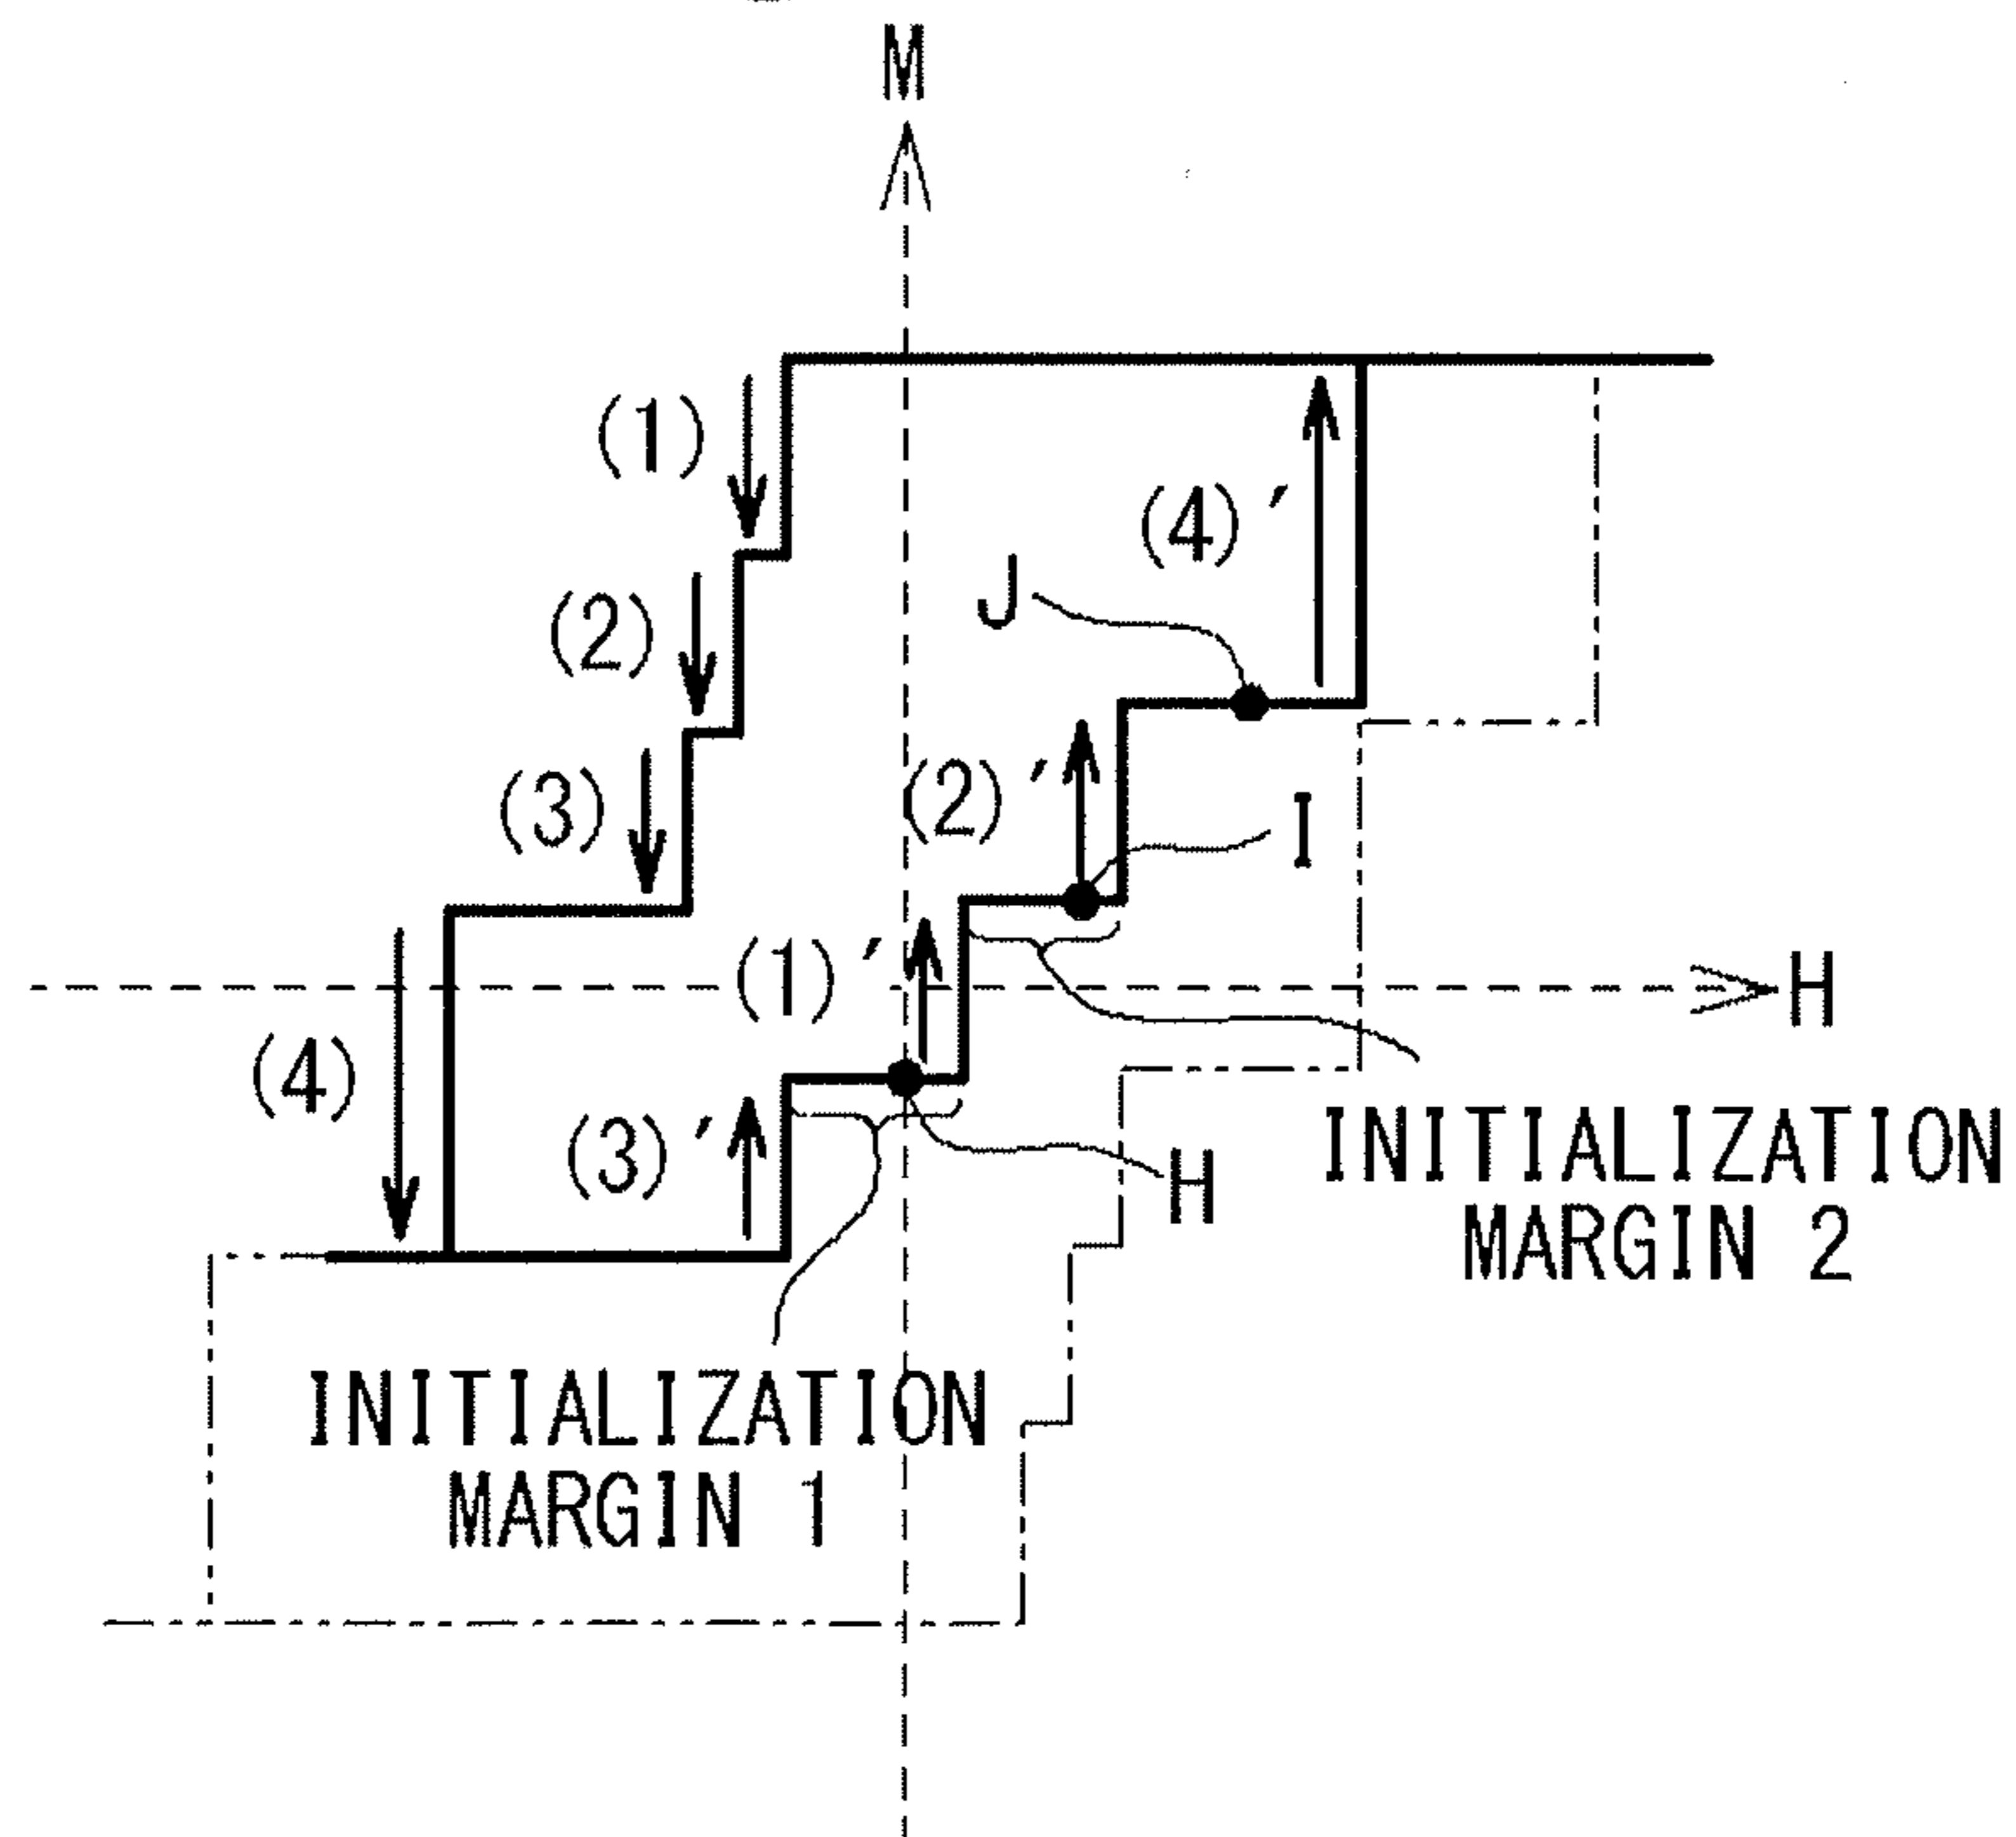 M
(1)
(4)'
(2)
J
(2)'
I
(3)
(1)'
H
(4)
(3)'
H
INITIALIZATION
MARGIN 2
INITIALIZATION
MARGIN 1